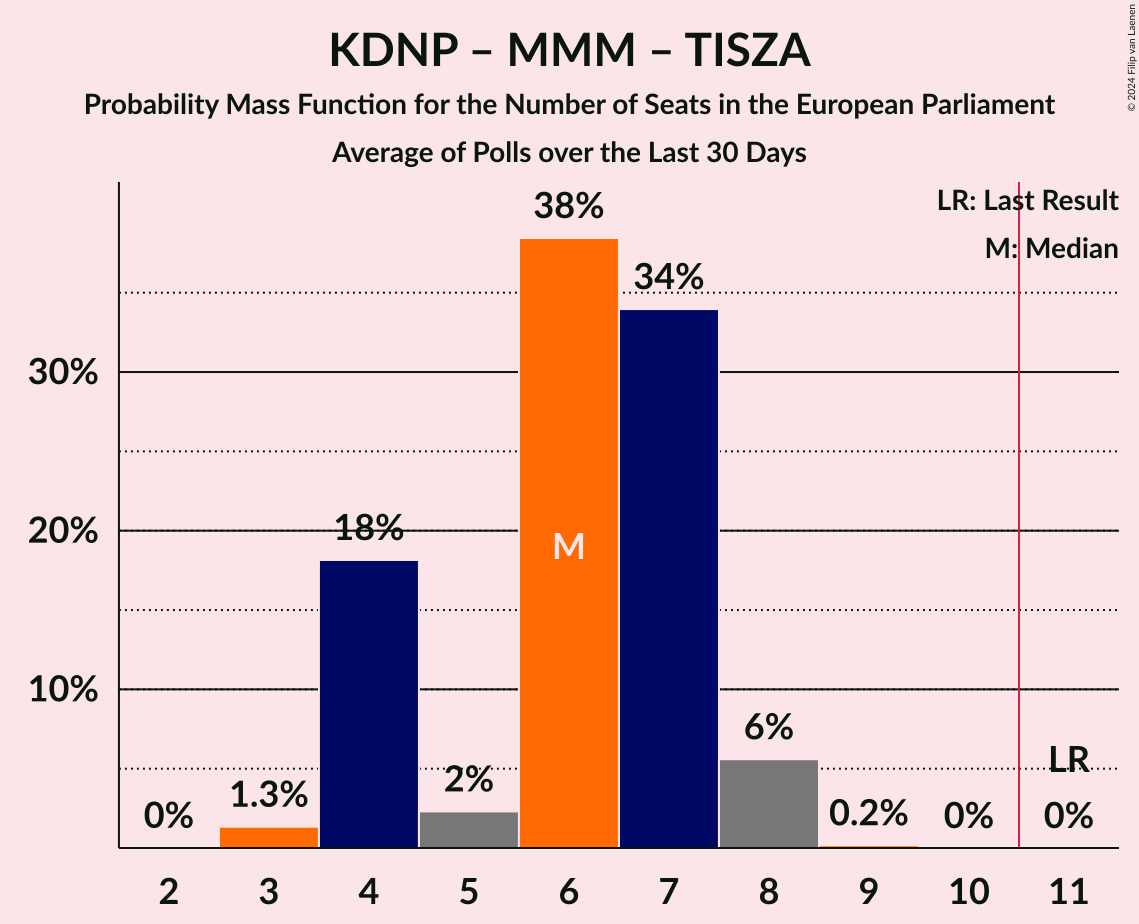 KDNP – MMM – TISZA
Probability Mass Function for the Number of Seats in the European Parliament
Average of Polls over the Last 30 Days
© 2024 Filip van Laenen
LR: Last Result
M: Median
38%
34%
30%
20%
18%
M
10%
6%
2%
1.3%
0%
0.2%
0%
LR
0%
2 3 4 5 6 7 8 9 10 11